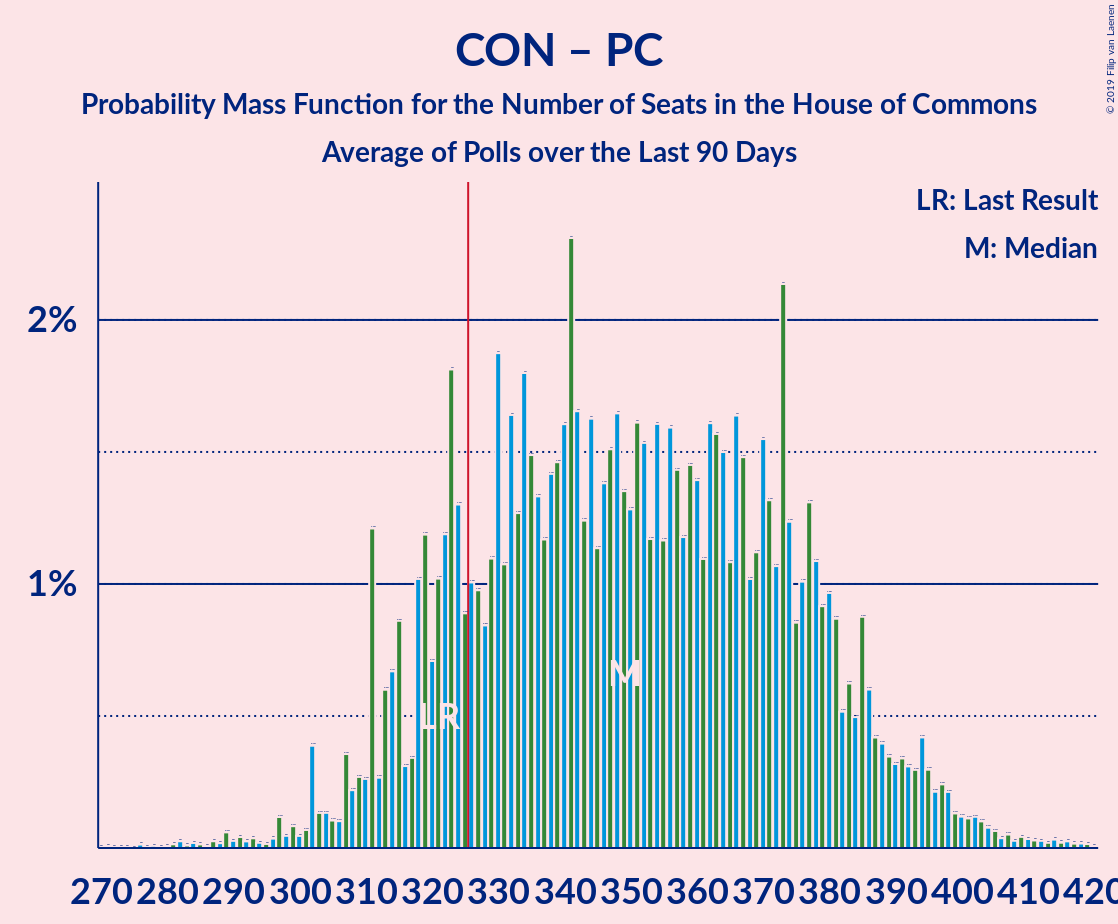 CON – PC
Probability Mass Function for the Number of Seats in the House of Commons
Average of Polls over the Last 90 Days
© 2019 Filip van Laenen
LR: Last Result
M: Median
2%
1%
M
LR
270 280 290 300 310 320 330 340 350 360 370 380 390 400 410 420